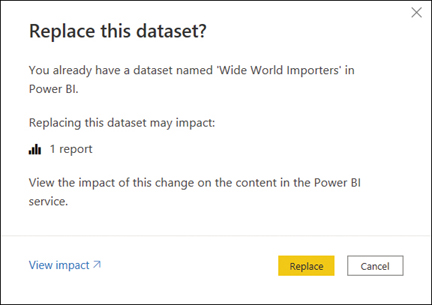 Replace this dataset?
You already have a dataset named 'Wide World Importers' in
Power BI.
Replacing this dataset may impact:
1 report
View the impact of this change on the content in the Power BI
service.
View impact
Replace
Cancel